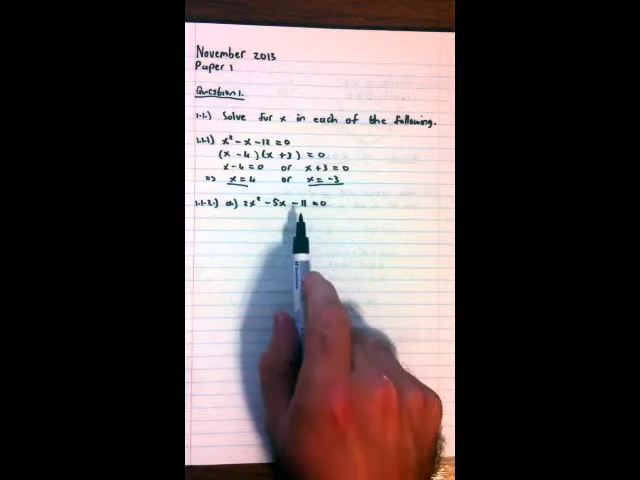 November 2013
Paper 1
Question 1.
1.1.) Solve for x in each of the following.
1.1.1) x² - x - 12 = 0
(x - 4)(x + 3) = 0
x - 4 = 0 or x + 3 = 0
⇒ x = 4 or x = -3
1.1.2.) a) 2x² - 5x - 11 = 0